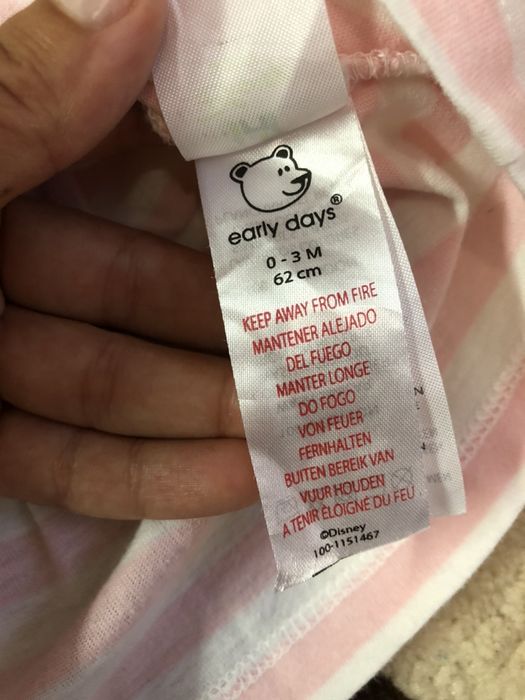 early days®
0 - 3 M
62 cm
KEEP AWAY FROM FIRE
MANTENER ALEJADO
DEL FUEGO
MANTER LONGE
DO FOGO
VON FEUER
FERNHALTEN
BUITEN BEREIK VAN
VUUR HOUDEN
A TENIR ÉLOIGNÉ DU FEU
©Disney
100-1151467